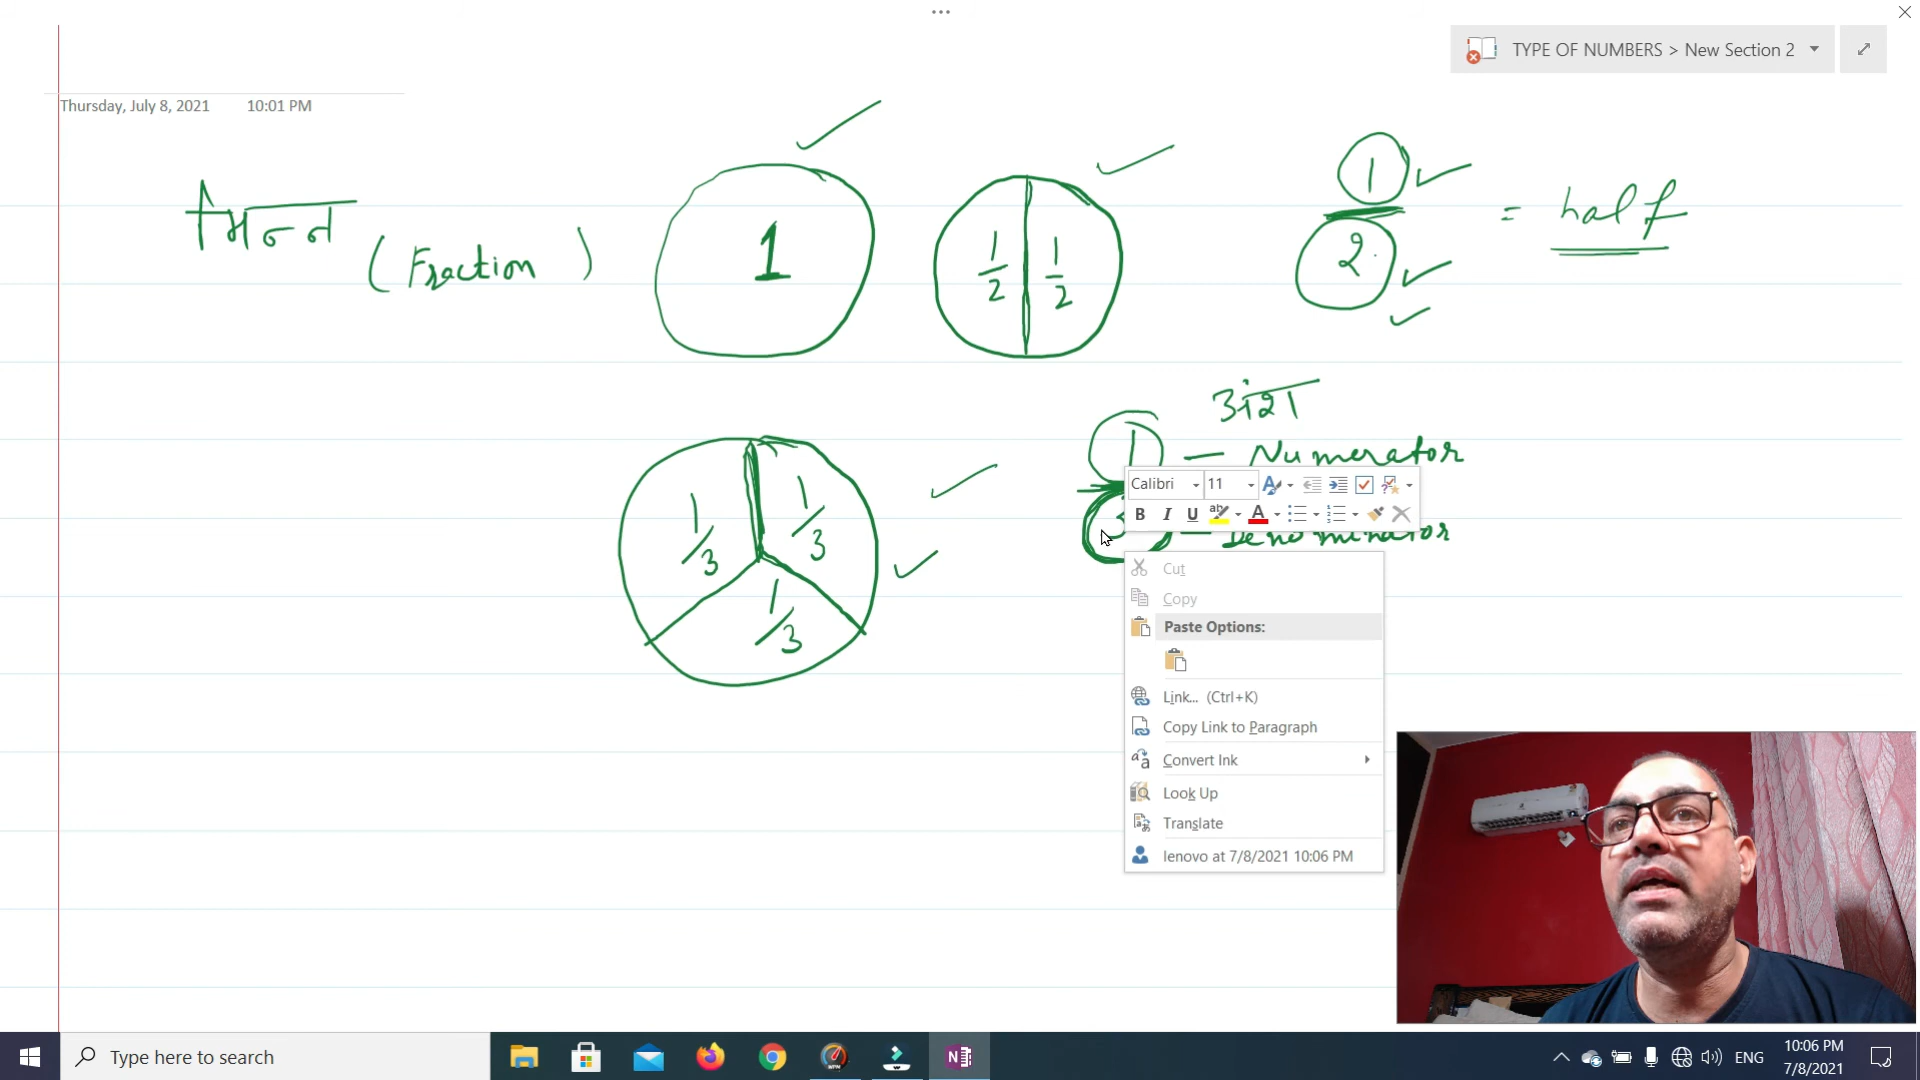 TYPE OF NUMBERS > New Section 2
Thursday, July 8, 2021 10:01 PM
भिन्न
(Fraction)
1
1/2 1/2
1/2 = half
अंश
1 — Numerator
— Denominator
1/3 1/3
1/3
Calibri 11
B I U ab A
Cut
Copy
Paste Options:
Link... (Ctrl+K)
Copy Link to Paragraph
Convert Ink
Look Up
Translate
lenovo at 7/8/2021 10:06 PM
Type here to search
ENG
10:06 PM
7/8/2021